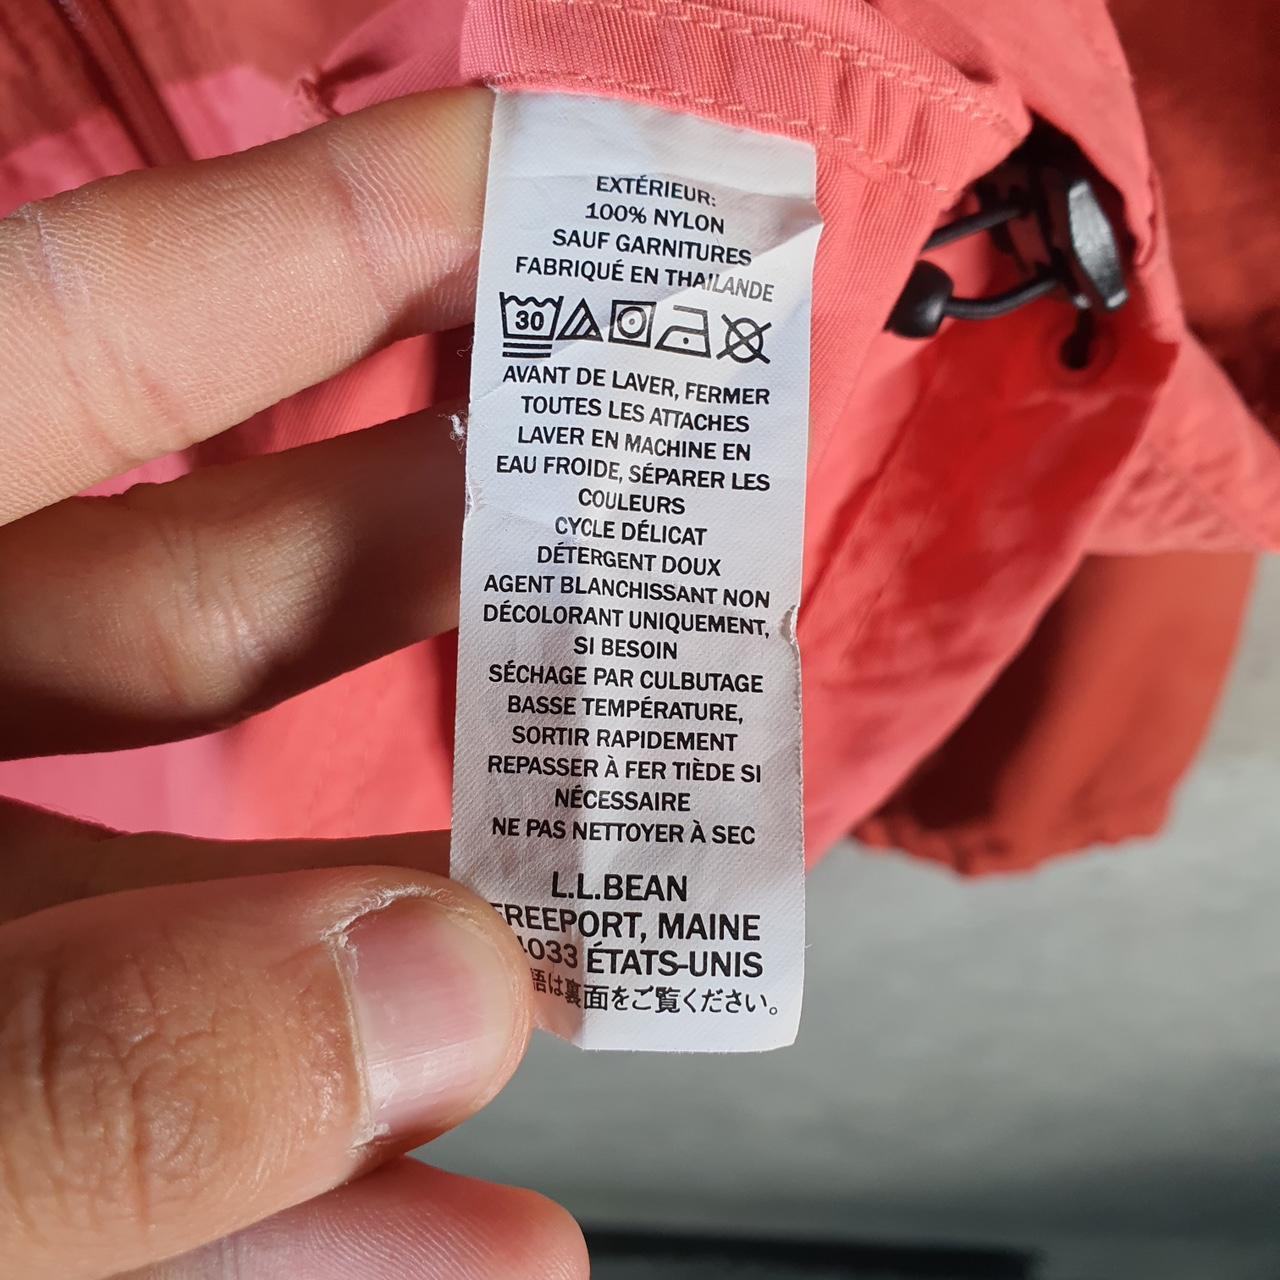 EXTÉRIEUR:
100% NYLON
SAUF GARNITURES
FABRIQUÉ EN THAILANDE
30
AVANT DE LAVER, FERMER
TOUTES LES ATTACHES
LAVER EN MACHINE EN
EAU FROIDE, SÉPARER LES
COULEURS
CYCLE DÉLICAT
DÉTERGENT DOUX
AGENT BLANCHISSANT NON
DÉCOLORANT UNIQUEMENT,
SI BESOIN
SÉCHAGE PAR CULBUTAGE
BASSE TEMPÉRATURE,
SORTIR RAPIDEMENT
REPASSER À FER TIÈDE SI
NÉCESSAIRE
NE PAS NETTOYER À SEC
L.L.BEAN
FREEPORT, MAINE
ÉTATS-UNIS
語は裏面をご覧ください。